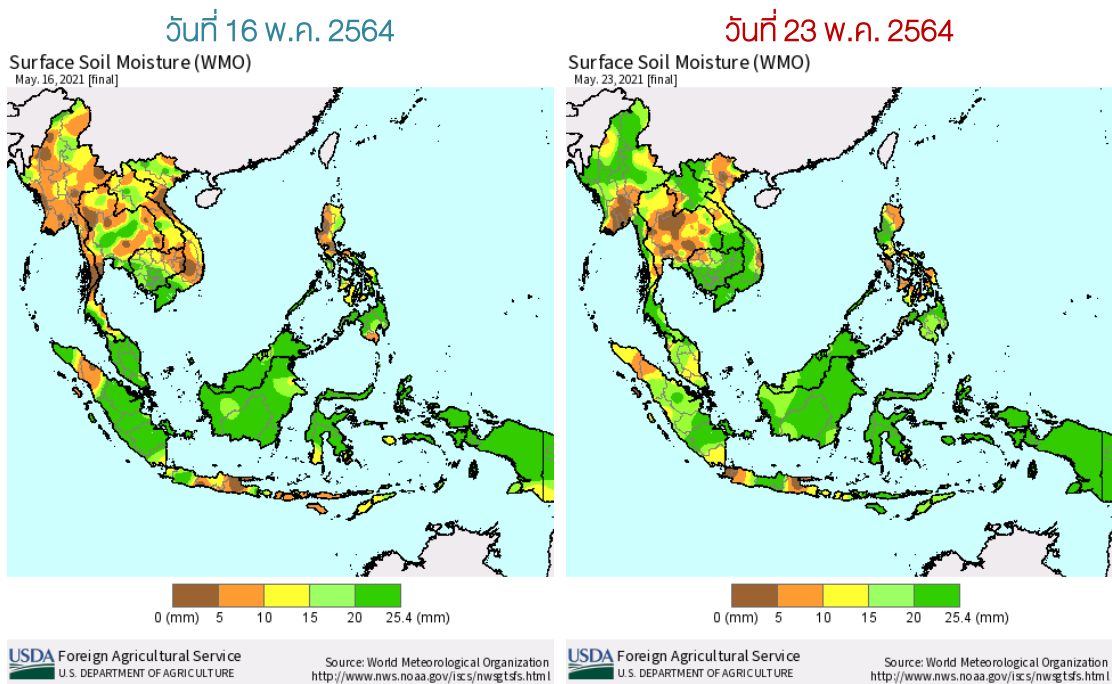 วันที่ 16 พ.ค. 2564
Surface Soil Moisture (WMO)
May. 16, 2021 [final]
0 (mm) 5 10 15 20 25.4 (mm)
USDA Foreign Agricultural Service
U.S. DEPARTMENT OF AGRICULTURE
Source: World Meteorological Organization
http://www.nws.noaa.gov/iscs/nwsgtsfs.html
วันที่ 23 พ.ค. 2564
Surface Soil Moisture (WMO)
May. 23, 2021 [final]
0 (mm) 5 10 15 20 25.4 (mm)
USDA Foreign Agricultural Service
U.S. DEPARTMENT OF AGRICULTURE
Source: World Meteorological Organization
http://www.nws.noaa.gov/iscs/nwsgtsfs.html